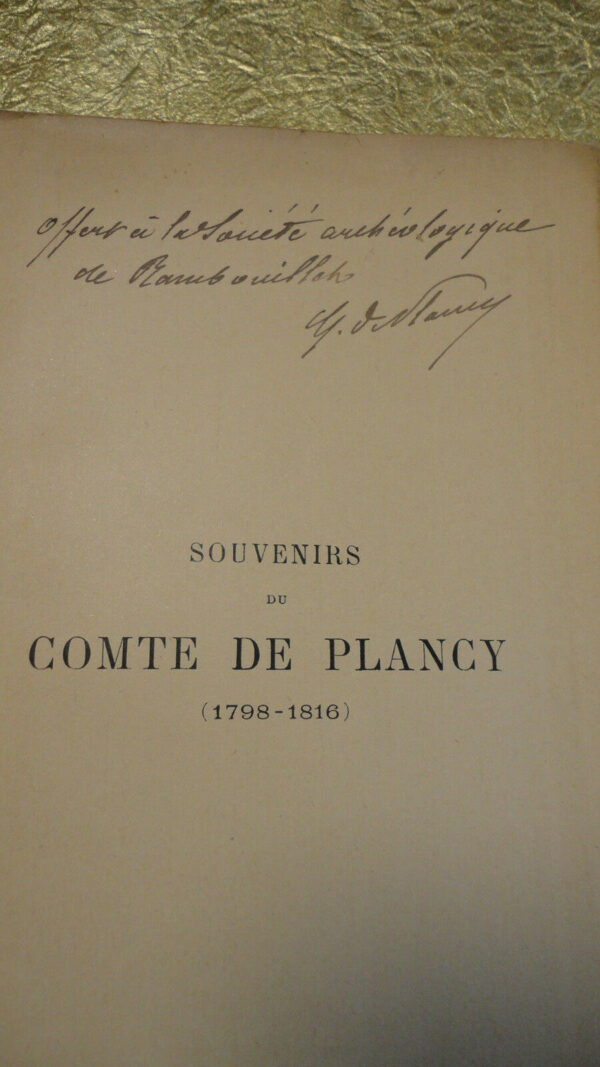 Offert à la Société archéologique
de Rambouillet
G. de Plancy
SOUVENIRS
DU
COMTE DE PLANCY
(1798-1816)